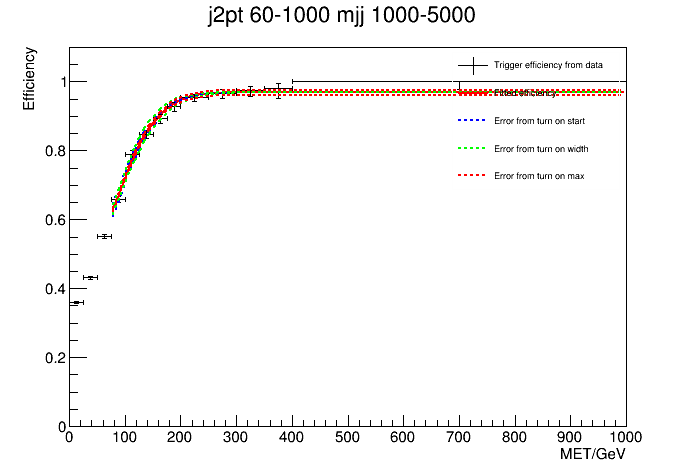 j2pt 60-1000 mjj 1000-5000
Efficiency
1
0.8
0.6
0.4
0.2
0
Trigger efficiency from data
Fitted efficiency
Error from turn on start
Error from turn on width
Error from turn on max
0 100 200 300 400 500 600 700 800 900 1000
MET/GeV